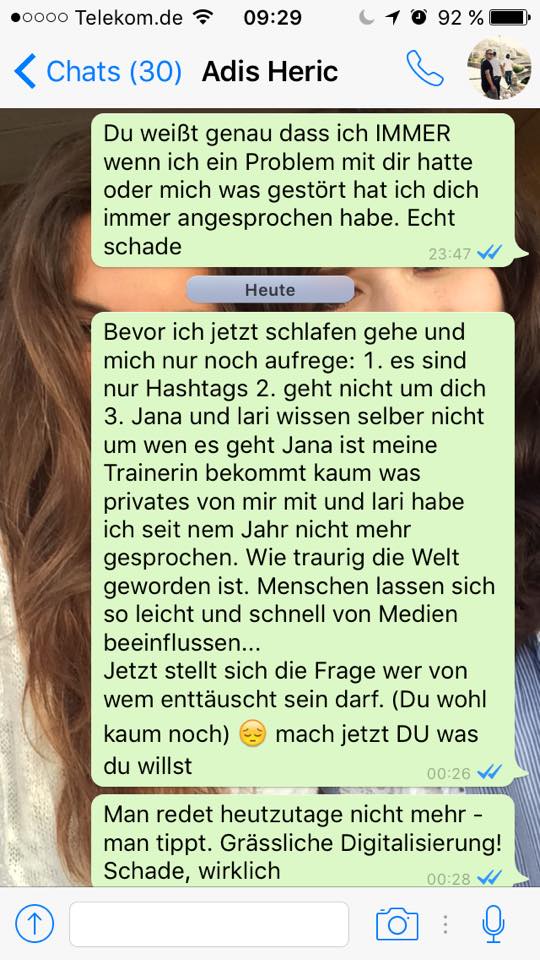 Telekom.de 09:29 92 %
Chats (30) Adis Heric
Du weißt genau dass ich IMMER
wenn ich ein Problem mit dir hatte
oder mich was gestört hat ich dich
immer angesprochen habe. Echt
schade
23:47
Heute
Bevor ich jetzt schlafen gehe und
mich nur noch aufrege: 1. es sind
nur Hashtags 2. geht nicht um dich
3. Jana und lari wissen selber nicht
um wen es geht Jana ist meine
Trainerin bekommt kaum was
privates von mir mit und lari habe
ich seit nem Jahr nicht mehr
gesprochen. Wie traurig die Welt
geworden ist. Menschen lassen sich
so leicht und schnell von Medien
beeinflussen...
Jetzt stellt sich die Frage wer von
wem enttäuscht sein darf. (Du wohl
kaum noch) 😔 mach jetzt DU was
du willst
00:26
Man redet heutzutage nicht mehr -
man tippt. Grässliche Digitalisierung!
Schade, wirklich
00:28